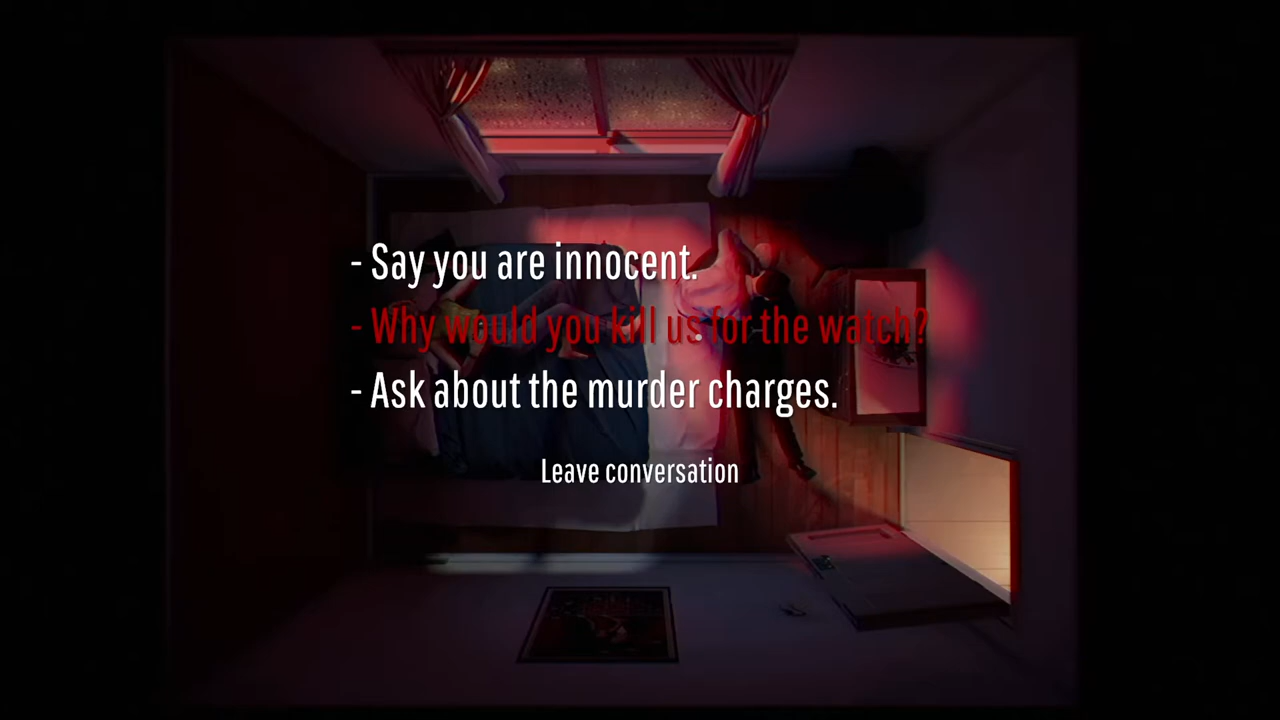 - Say you are innocent.
- Why would you kill us for the watch?
- Ask about the murder charges.
Leave conversation